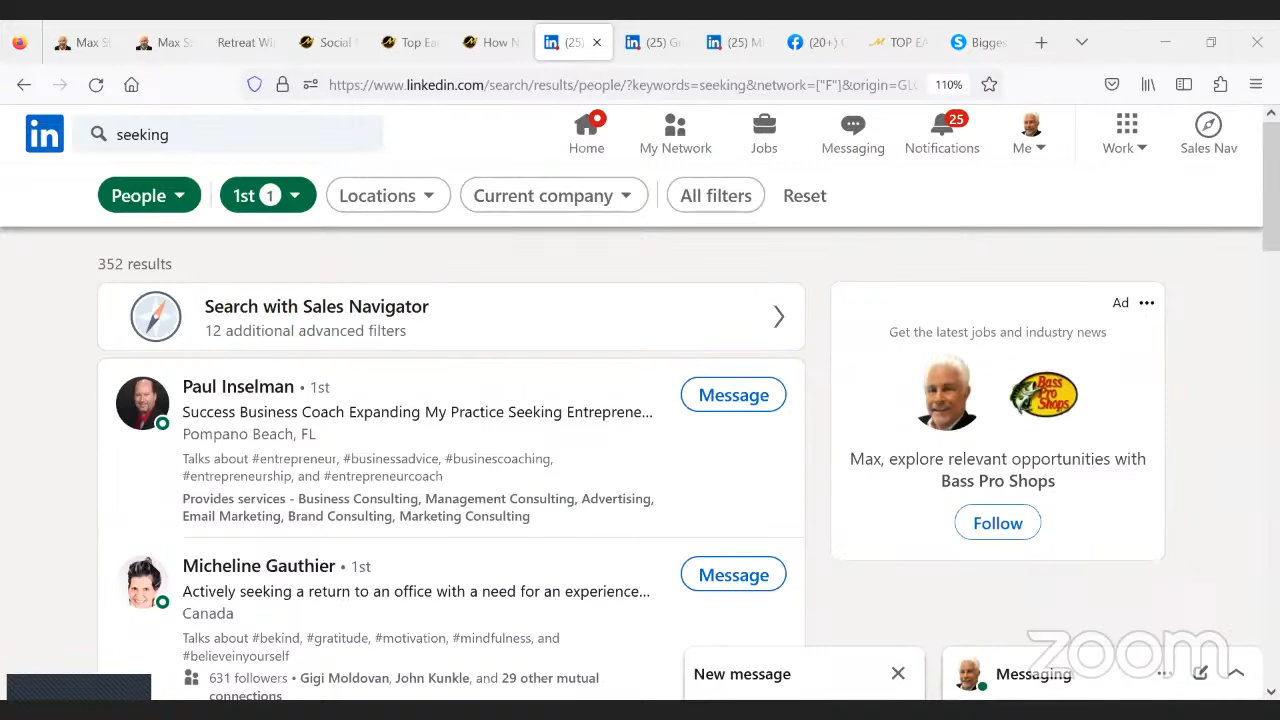 Max S
Max S
Retreat Wi
Social
Top Ea
How N
(25)
(25) G
(25) M
(20+) C
TOP EA
Bigges
https://www.linkedin.com/search/results/people/?keywords=seeking&network=["F"]&origin=GLO
110%
in
seeking
Home
My Network
Jobs
Messaging
25
Notifications
Me
Work
Sales Nav
People
1st 1
Locations
Current company
All filters
Reset
352 results
Search with Sales Navigator
12 additional advanced filters
Paul Inselman • 1st
Message
Success Business Coach Expanding My Practice Seeking Entreprene...
Pompano Beach, FL
Talks about #entrepreneur, #businessadvice, #businescoaching,
#entrepreneurship, and #entrepreneurcoach
Provides services - Business Consulting, Management Consulting, Advertising,
Email Marketing, Brand Consulting, Marketing Consulting
Micheline Gauthier • 1st
Message
Actively seeking a return to an office with a need for an experience...
Canada
Talks about #bekind, #gratitude, #motivation, #mindfulness, and
#believeinyourself
631 followers • Gigi Moldovan, John Kunkle, and 29 other mutual
connections
Ad
Get the latest jobs and industry news
Bass Pro Shops
Max, explore relevant opportunities with
Bass Pro Shops
Follow
New message
Messaging
zoom